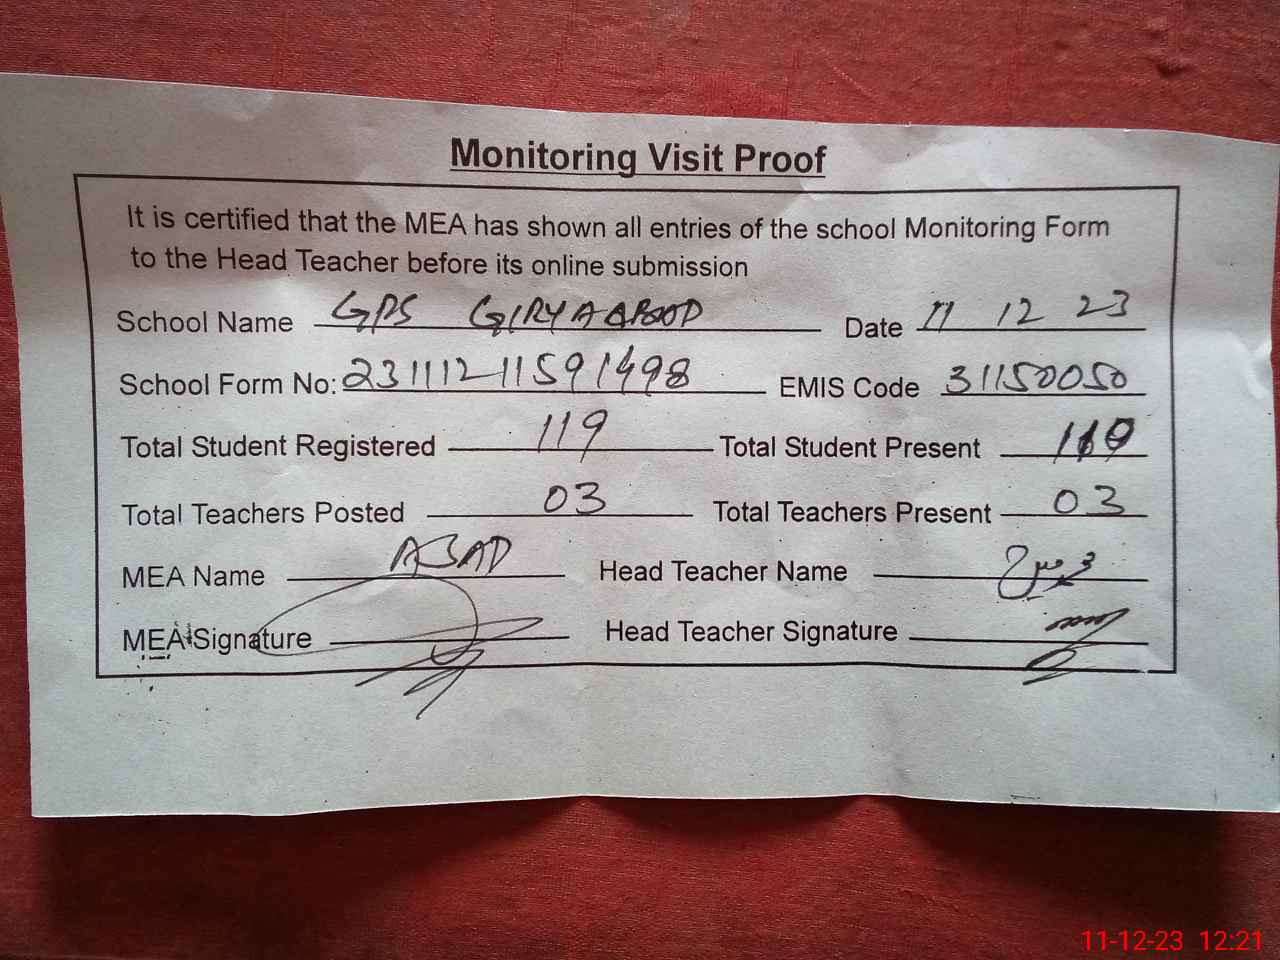 Monitoring Visit Proof
It is certified that the MEA has shown all entries of the school Monitoring Form
to the Head Teacher before its online submission
School Name GPS Date 11 12 23
School Form No: 23111211591498 EMIS Code 31150050
Total Student Registered 119 Total Student Present
Total Teachers Posted 03 Total Teachers Present 03
MEA Name ASAD Head Teacher Name
MEA Signature Head Teacher Signature
11-12-23 12:21